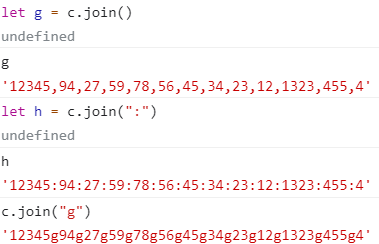 let g = c.join()
undefined
g
'12345,94,27,59,78,56,45,34,23,12,1323,455,4'
let h = c.join(":")
undefined
h
'12345:94:27:59:78:56:45:34:23:12:1323:455:4'
c.join("g")
'12345g94g27g59g78g56g45g34g23g12g1323g455g4'